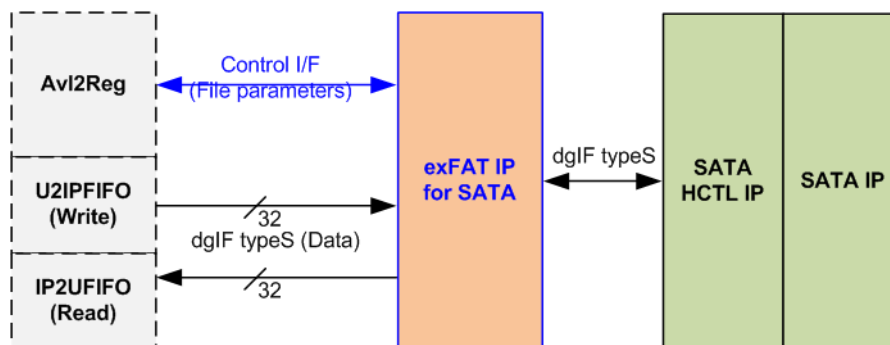 Avl2Reg
Control I/F
(File parameters)
U2IPFIFO
(Write)
32
dgIF typeS (Data)
IP2UFIFO
(Read)
32
exFAT IP
for SATA
dgIF typeS
SATA
HCTL IP
SATA IP